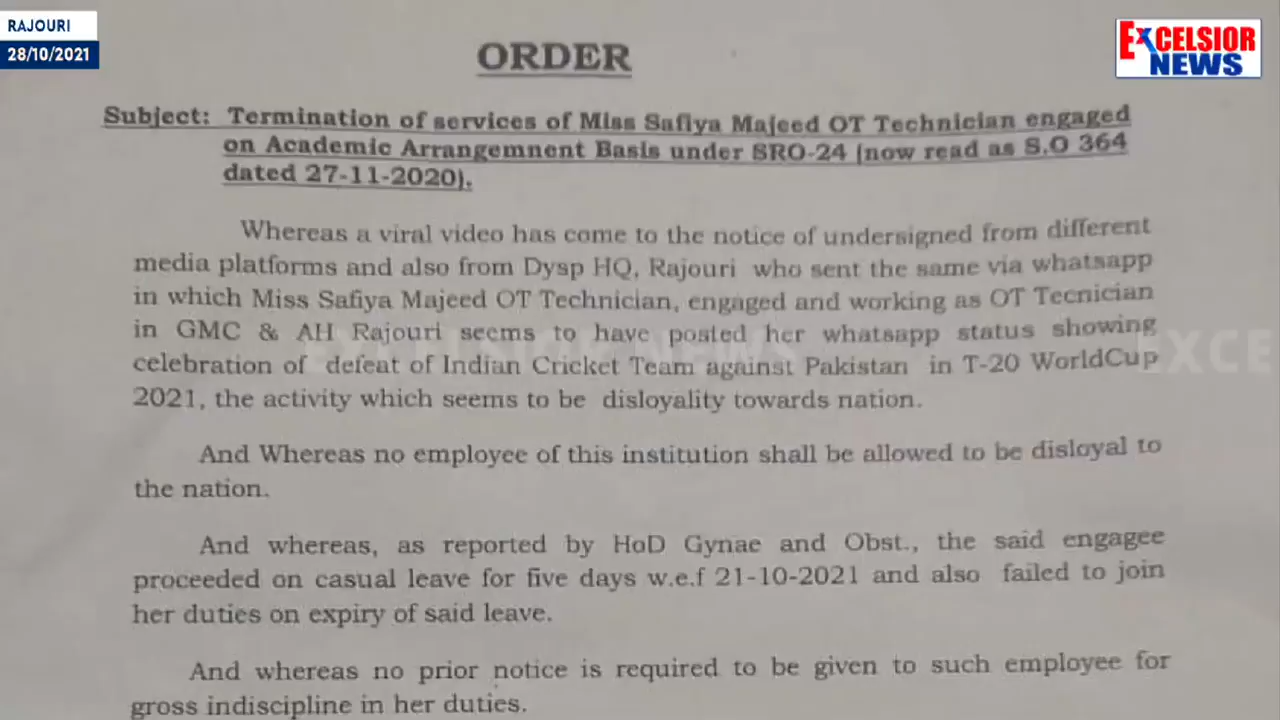 RAJOURI
28/10/2021
EXCELSIOR
NEWS
ORDER
Subject: Termination of services of Miss Safiya Majeed OT Technician engaged
on Academic Arrangemnent Basis under SRO-24 (now read as S.O 364
dated 27-11-2020).
Whereas a viral video has come to the notice of undersigned from different
media platforms and also from Dysp HQ, Rajouri who sent the same via whatsapp
in which Miss Safiya Majeed OT Technician, engaged and working as OT Tecnician
in GMC & AH Rajouri seems to have posted her whatsapp status showing
celebration of defeat of Indian Cricket Team against Pakistan in T-20 WorldCup
2021, the activity which seems to be disloyality towards nation.
And Whereas no employee of this institution shall be allowed to be disloyal to
the nation.
And whereas, as reported by HoD Gynae and Obst., the said engagee
proceeded on casual leave for five days w.e.f 21-10-2021 and also failed to join
her duties on expiry of said leave.
And whereas no prior notice is required to be given to such employee for
gross indiscipline in her duties.